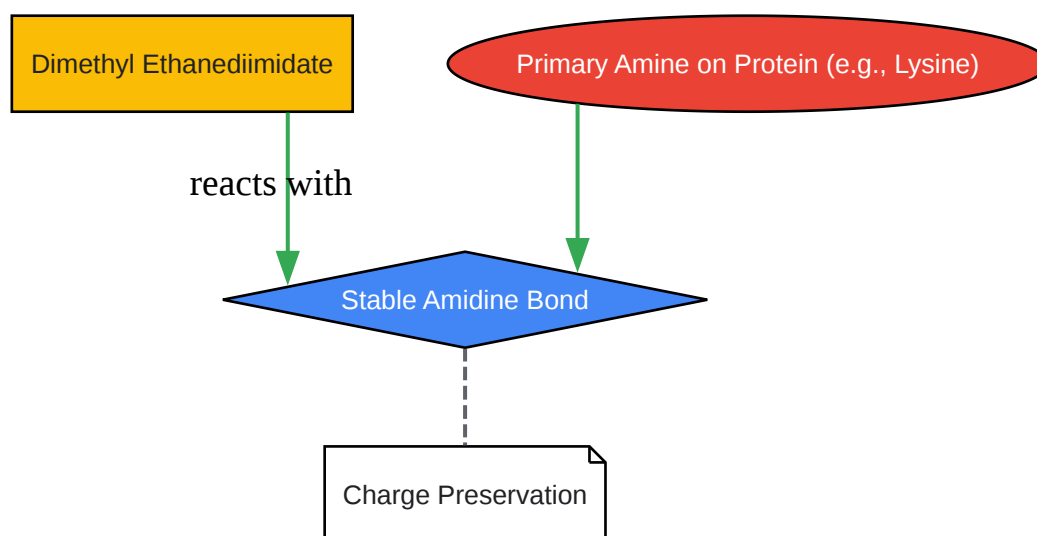 Dimethyl Ethanediimidate
Primary Amine on Protein (e.g., Lysine)
reacts with
Stable Amidine Bond
Charge Preservation